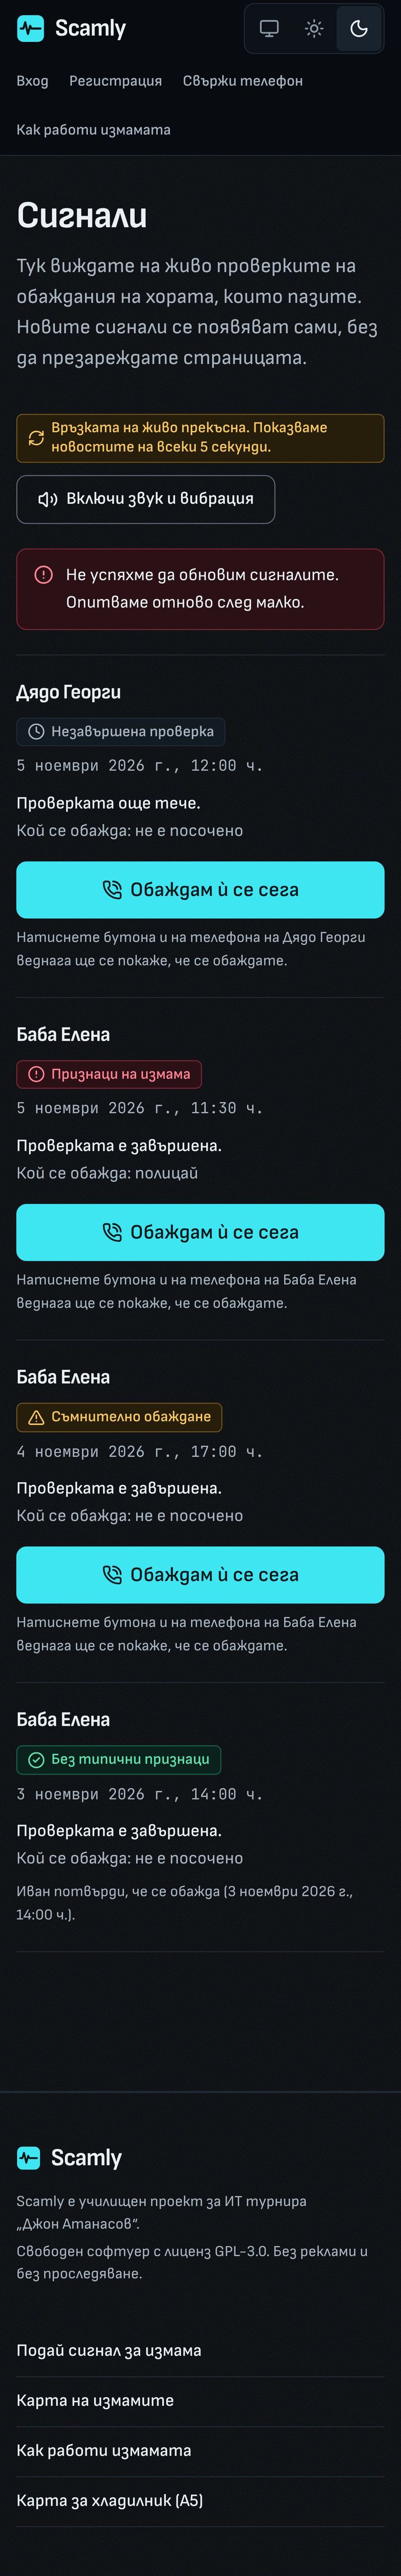 Scamly
Вход Регистрация Свържи телефон
Как работи измамата
Сигнали
Тук виждате на живо проверките на
обаждания на хората, които пазите.
Новите сигнали се появяват сами, без
да презареждате страницата.
Връзката на живо прекъсна. Показваме
новостите на всеки 5 секунди.
Включи звук и вибрация
Не успяхме да обновим сигналите.
Опитваме отново след малко.
Дядо Георги
Незавършена проверка
5 ноември 2026 г., 12:00 ч.
Проверката още тече.
Кой се обажда: не е посочено
Обаждам ѝ се сега
Натиснете бутона и на телефона на Дядо Георги
веднага ще се покаже, че се обаждате.
Баба Елена
Признаци на измама
5 ноември 2026 г., 11:30 ч.
Проверката е завършена.
Кой се обажда: полицай
Обаждам ѝ се сега
Натиснете бутона и на телефона на Баба Елена
веднага ще се покаже, че се обаждате.
Баба Елена
Съмнително обаждане
4 ноември 2026 г., 17:00 ч.
Проверката е завършена.
Кой се обажда: не е посочено
Обаждам ѝ се сега
Натиснете бутона и на телефона на Баба Елена
веднага ще се покаже, че се обаждате.
Баба Елена
Без типични признаци
3 ноември 2026 г., 14:00 ч.
Проверката е завършена.
Кой се обажда: не е посочено
Иван потвърди, че се обажда (3 ноември 2026 г.,
14:00 ч.).
Scamly
Scamly е училищен проект за ИТ турнира
„Джон Атанасов“.
Свободен софтуер с лиценз GPL-3.0. Без реклами и
без проследяване.
Подай сигнал за измама
Карта на измамите
Как работи измамата
Карта за хладилник (А5)